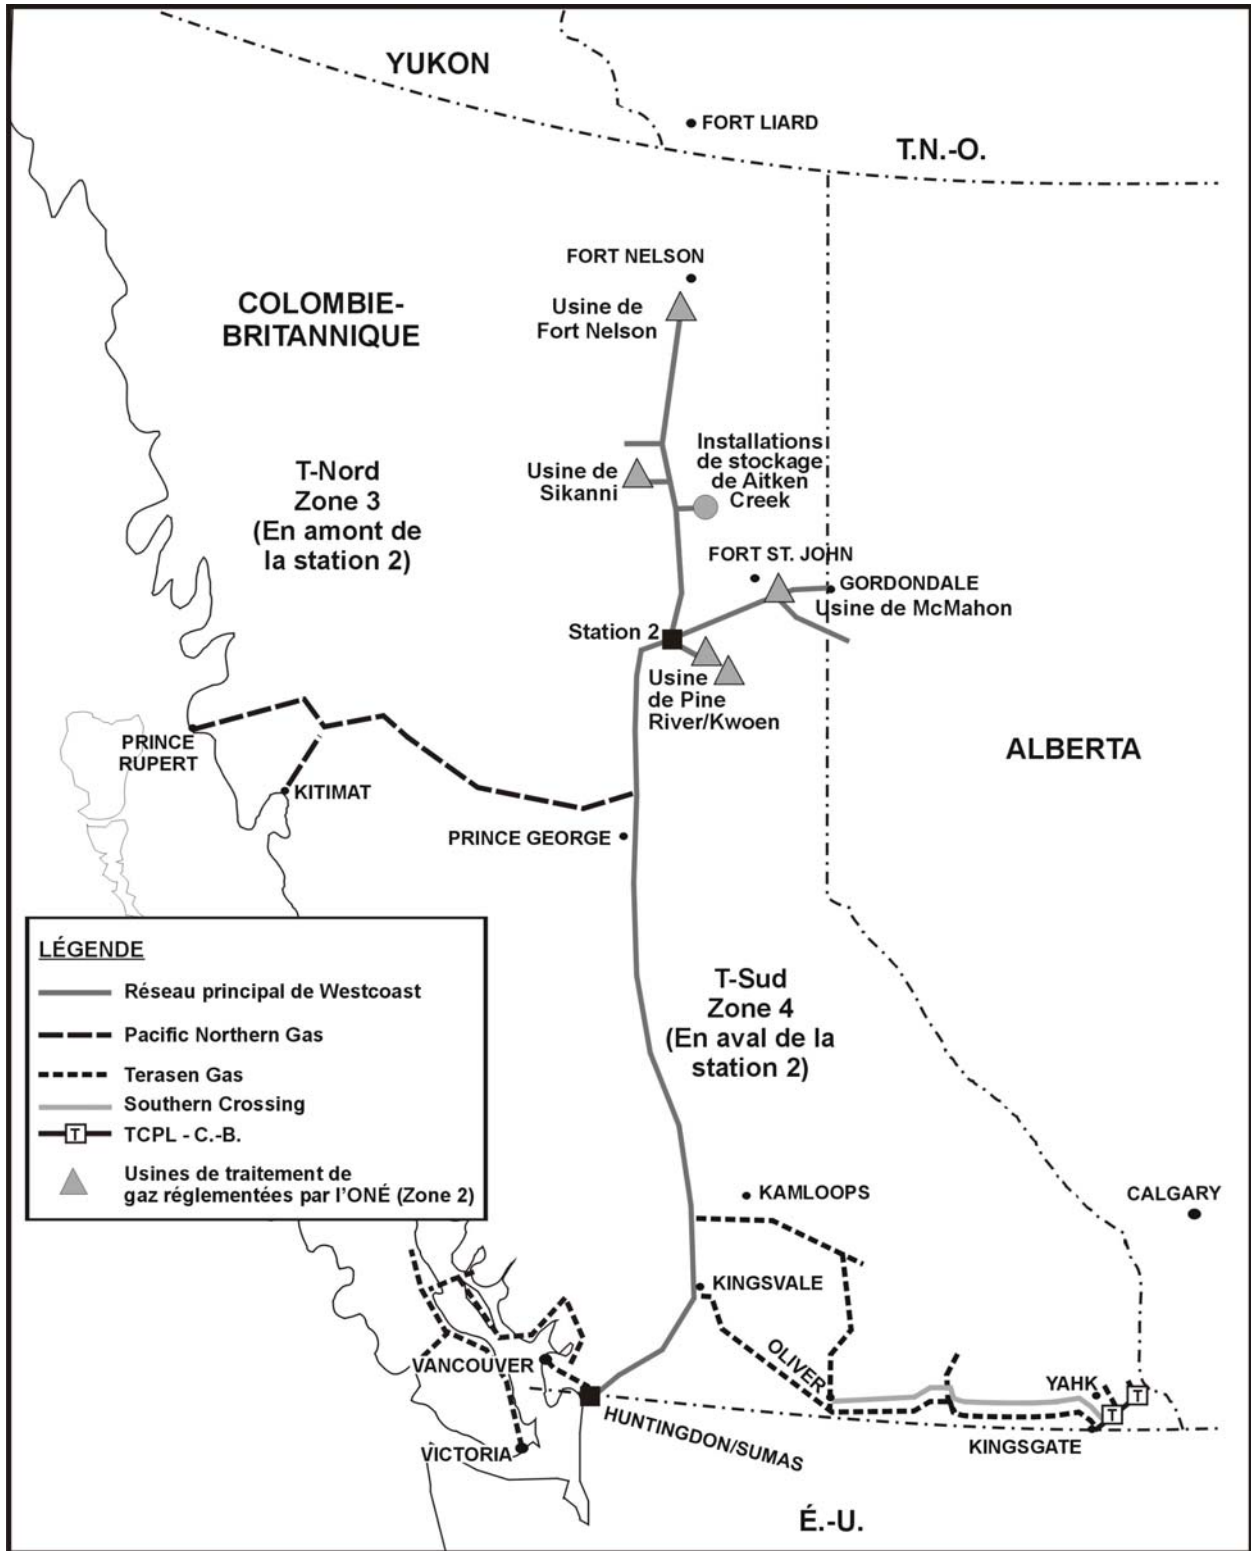 YUKON
FORT LIARD
T.N.-O.
FORT NELSON
Usine de
Fort Nelson
COLOMBIE-
BRITANNIQUE
T-Nord
Zone 3
(En amont de
la station 2)
Usine de
Sikanni
Installations
de stockage
de Aitken
Creek
FORT ST. JOHN
GORDONDALE
Usine de McMahon
Station 2
Usine
de Pine
River/Kwoen
PRINCE
RUPERT
KITIMAT
ALBERTA
PRINCE GEORGE
LÉGENDE
Réseau principal de Westcoast
Pacific Northern Gas
Terasen Gas
Southern Crossing
T TCPL - C.-B.
Usines de traitement de
gaz réglementées par l'ONÉ (Zone 2)
T-Sud
Zone 4
(En aval de la
station 2)
KAMLOOPS
CALGARY
KINGSVALE
VANCOUVER
OLIVER
YAHK
T
T
HUNTINGDON/SUMAS
KINGSGATE
VICTORIA
É.-U.